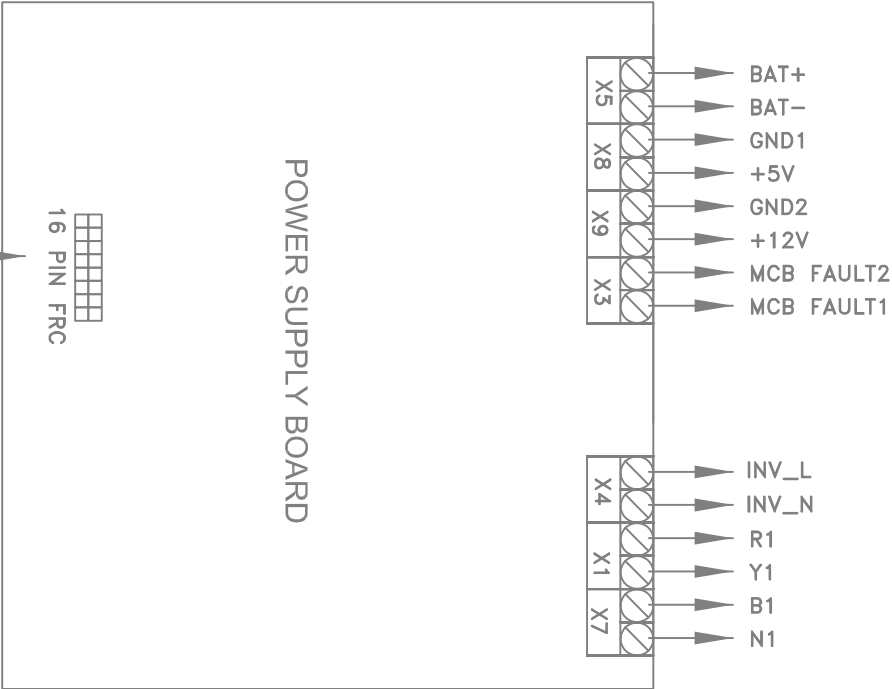 POWER SUPPLY BOARD
16 PIN FRC
X5
BAT+
BAT-
X8
GND1
+5V
X9
GND2
+12V
X3
MCB FAULT2
MCB FAULT1
X4
INV_L
INV_N
X1
R1
Y1
X7
B1
N1